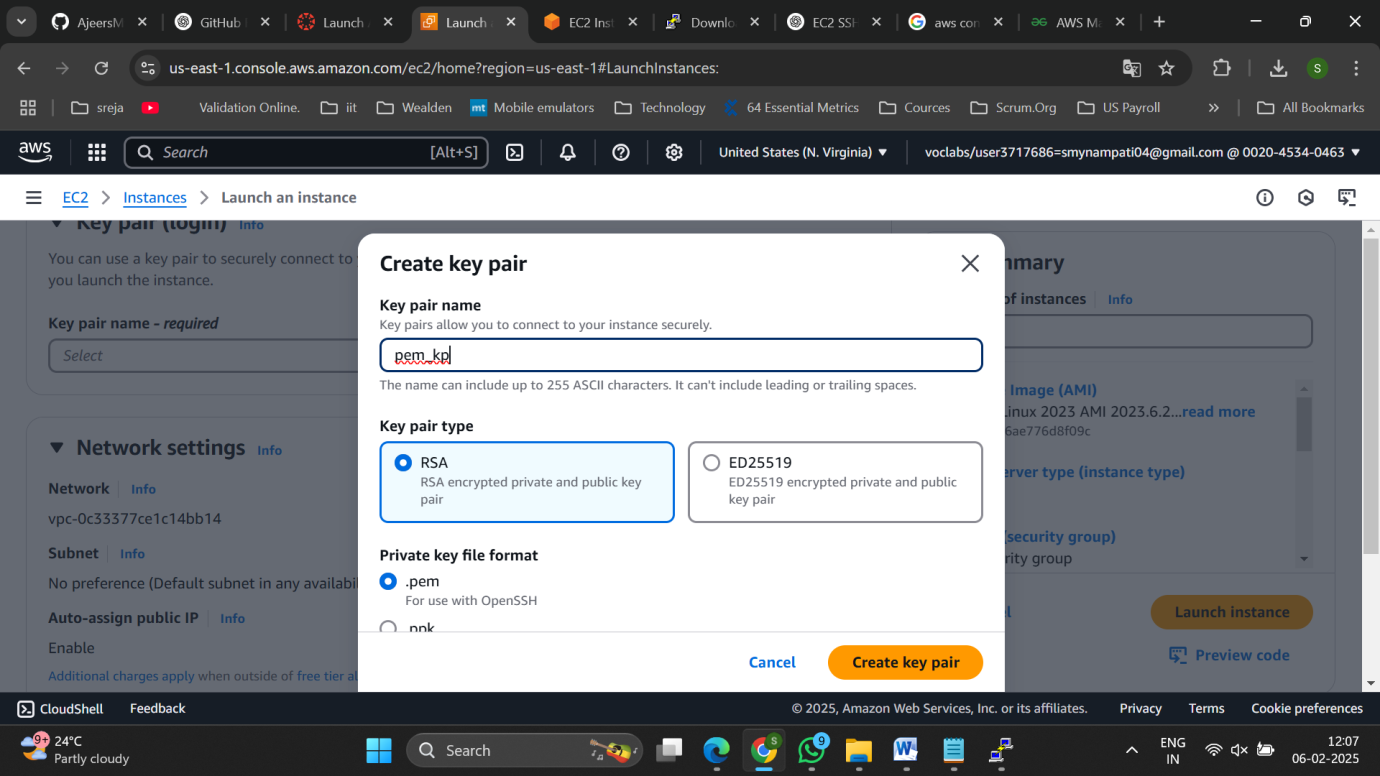 AjeersM
GitHub
Launch
Launch
EC2 Inst
Downlo
EC2 SSH
aws con
AWS Ma
us-east-1.console.aws.amazon.com/ec2/home?region=us-east-1#LaunchInstances:
S
sreja
Validation Online.
iit
Wealden
mt Mobile emulators
Technology
64 Essential Metrics
Cources
Scrum.Org
US Payroll
All Bookmarks
aws
Search [Alt+S]
United States (N. Virginia)
voclabs/user3717686=smynampati04@gmail.com @ 0020-4534-0463
EC2 > Instances > Launch an instance
Key pair (login) Info
You can use a key pair to securely connect to
you launch the instance.
Key pair name - required
Select
Network settings Info
Network Info
vpc-0c33377ce1c14bb14
Subnet Info
No preference (Default subnet in any availabi
Auto-assign public IP Info
Enable
Additional charges apply when outside of free tier al
Create key pair
Key pair name
Key pairs allow you to connect to your instance securely.
pem_kp
The name can include up to 255 ASCII characters. It can't include leading or trailing spaces.
Key pair type
RSA
RSA encrypted private and public key
pair
ED25519
ED25519 encrypted private and public
key pair
Private key file format
.pem
For use with OpenSSH
.ppk
Cancel
Create key pair
mmary
of instances Info
Image (AMI)
Linux 2023 AMI 2023.6.2...read more
6ae776d8f09c
erver type (instance type)
(security group)
rity group
Launch instance
Preview code
CloudShell
Feedback
© 2025, Amazon Web Services, Inc. or its affiliates.
Privacy
Terms
Cookie preferences
9+
24°C
Partly cloudy
Search
S
9
ENG
IN
12:07
06-02-2025